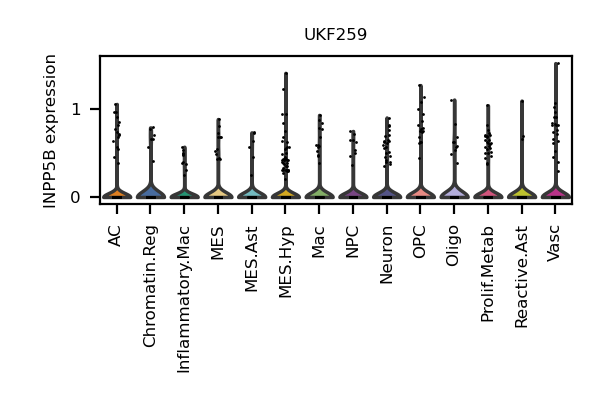 UKF259
INPP5B expression
1
0
AC
Chromatin.Reg
Inflammatory.Mac
MES
MES.Ast
MES.Hyp
Mac
NPC
Neuron
OPC
Oligo
Prolif.Metab
Reactive.Ast
Vasc